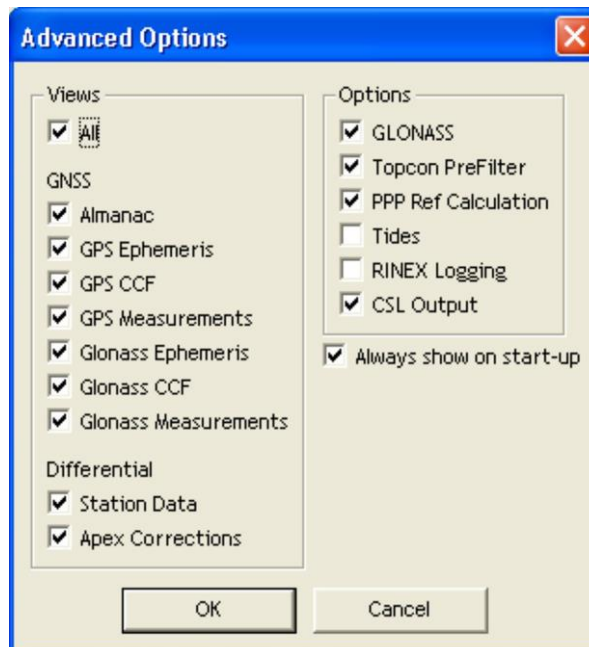 Advanced Options
Views
All
GNSS
Almanac
GPS Ephemeris
GPS CCF
GPS Measurements
Glonass Ephemeris
Glonass CCF
Glonass Measurements
Differential
Station Data
Apex Corrections
Options
GLONASS
Topcon PreFilter
PPP Ref Calculation
Tides
RINEX Logging
CSL Output
Always show on start-up
OK
Cancel